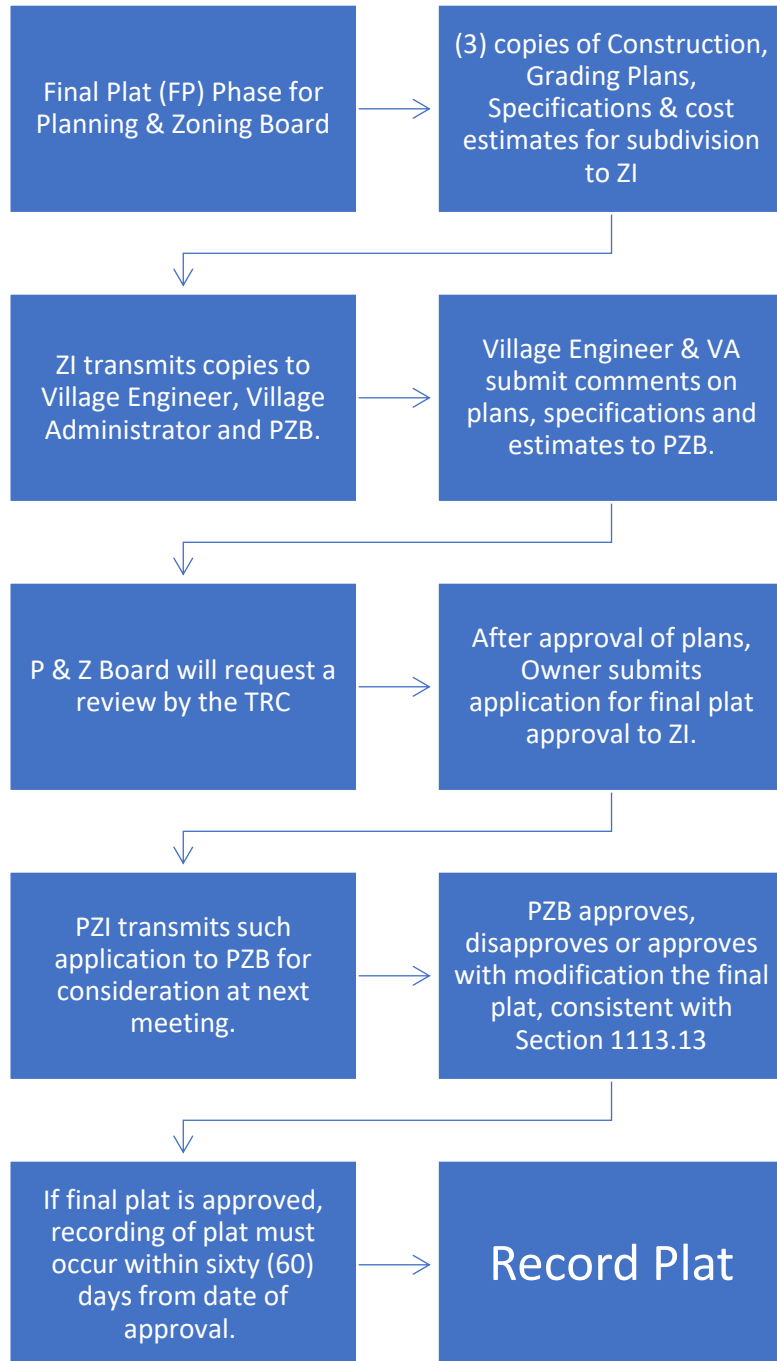 Final Plat (FP) Phase for
Planning & Zoning Board
(3) copies of Construction,
Grading Plans,
Specifications & cost
estimates for subdivision
to ZI
ZI transmits copies to
Village Engineer, Village
Administrator and PZB.
Village Engineer & VA
submit comments on
plans, specifications and
estimates to PZB.
P & Z Board will request a
review by the TRC
After approval of plans,
Owner submits
application for final plat
approval to ZI.
PZI transmits such
application to PZB for
consideration at next
meeting.
PZB approves,
disapproves or approves
with modification the final
plat, consistent with
Section 1113.13
If final plat is approved,
recording of plat must
occur within sixty (60)
days from date of
approval.
Record Plat